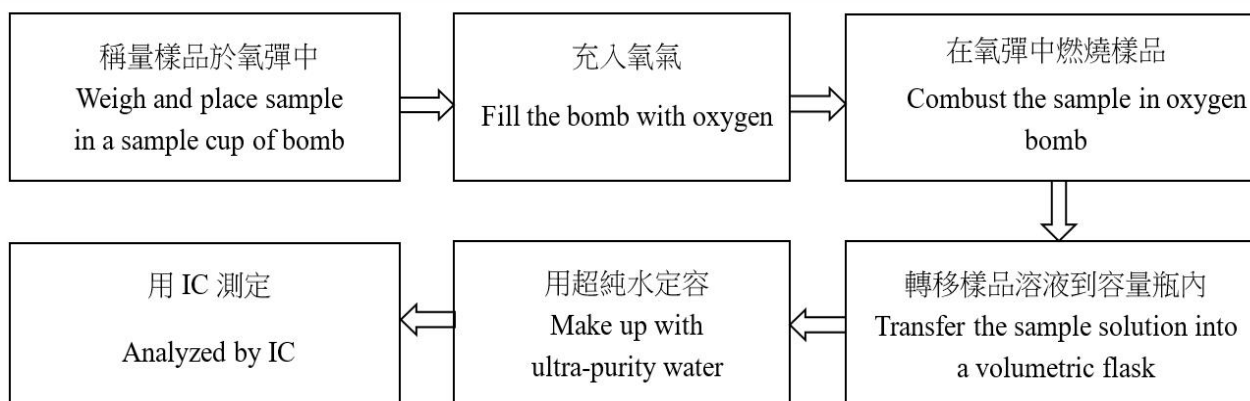 稱量樣品於氧彈中
Weigh and place sample
in a sample cup of bomb
充入氧氣
Fill the bomb with oxygen
在氧彈中燃燒樣品
Combust the sample in oxygen
bomb
轉移樣品溶液到容量瓶內
Transfer the sample solution into
a volumetric flask
用超純水定容
Make up with
ultra-purity water
用 IC 測定
Analyzed by IC